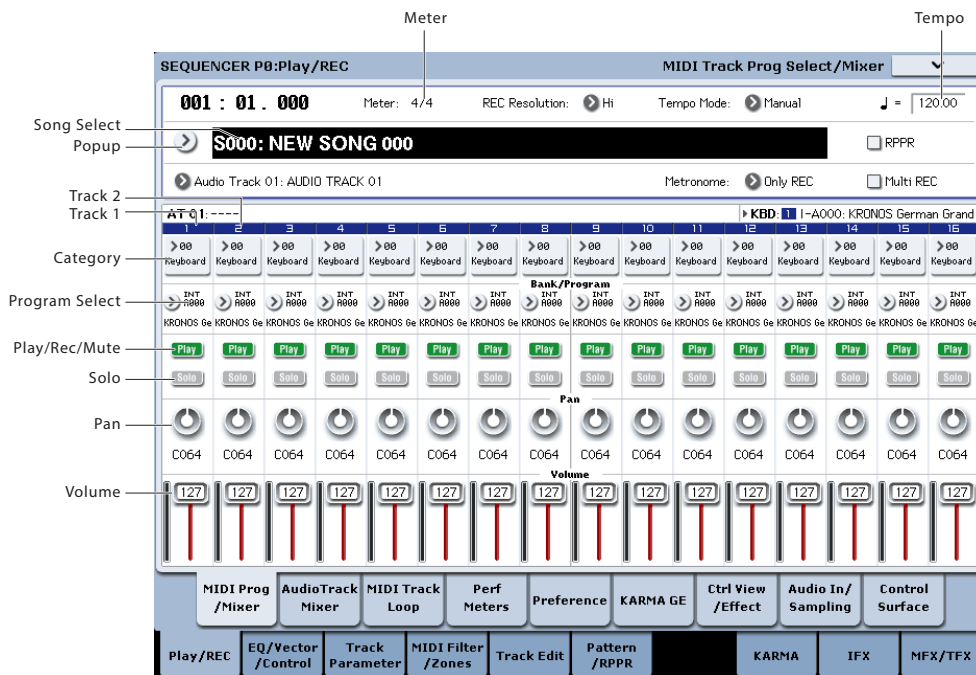 Meter
Tempo
SEQUENCER P0:Play/REC
MIDI Track Prog Select/Mixer
001 : 01 . 000
Meter: 4/4
REC Resolution: Hi
Tempo Mode: Manual
♩ = 120.00
Song Select
Popup
S000: NEW SONG 000
RPPR
Audio Track 01: AUDIO TRACK 01
Metronome: Only REC
Multi REC
Track 2
Track 1
AT 01: ----
KBD: 1 I-A000: KRONOS German Grand
1 2 3 4 5 6 7 8 9 10 11 12 13 14 15 16
Category
00 00 00 00 00 00 00 00 00 00 00 00 00 00 00 00
Keyboard Keyboard Keyboard Keyboard Keyboard Keyboard Keyboard Keyboard Keyboard Keyboard Keyboard Keyboard Keyboard Keyboard Keyboard Keyboard
Bank/Program
Program Select
INT INT INT INT INT INT INT INT INT INT INT INT INT INT INT INT
A000 A000 A000 A000 A000 A000 A000 A000 A000 A000 A000 A000 A000 A000 A000 A000
KRONOS Ge KRONOS Ge KRONOS Ge KRONOS Ge KRONOS Ge KRONOS Ge KRONOS Ge KRONOS Ge KRONOS Ge KRONOS Ge KRONOS Ge KRONOS Ge KRONOS Ge KRONOS Ge KRONOS Ge KRONOS Ge
Play/Rec/Mute
Play Play Play Play Play Play Play Play Play Play Play Play Play Play Play Play
Solo
Solo Solo Solo Solo Solo Solo Solo Solo Solo Solo Solo Solo Solo Solo Solo Solo
Pan
Pan
C064 C064 C064 C064 C064 C064 C064 C064 C064 C064 C064 C064 C064 C064 C064 C064
Volume
Volume
127 127 127 127 127 127 127 127 127 127 127 127 127 127 127 127
MIDI Prog /Mixer
AudioTrack Mixer
MIDI Track Loop
Perf Meters
Preference
KARMA GE
Ctrl View /Effect
Audio In/ Sampling
Control Surface
Play/REC
EQ/Vector /Control
Track Parameter
MIDI Filter /Zones
Track Edit
Pattern /RPPR
KARMA
IFX
MFX/TFX